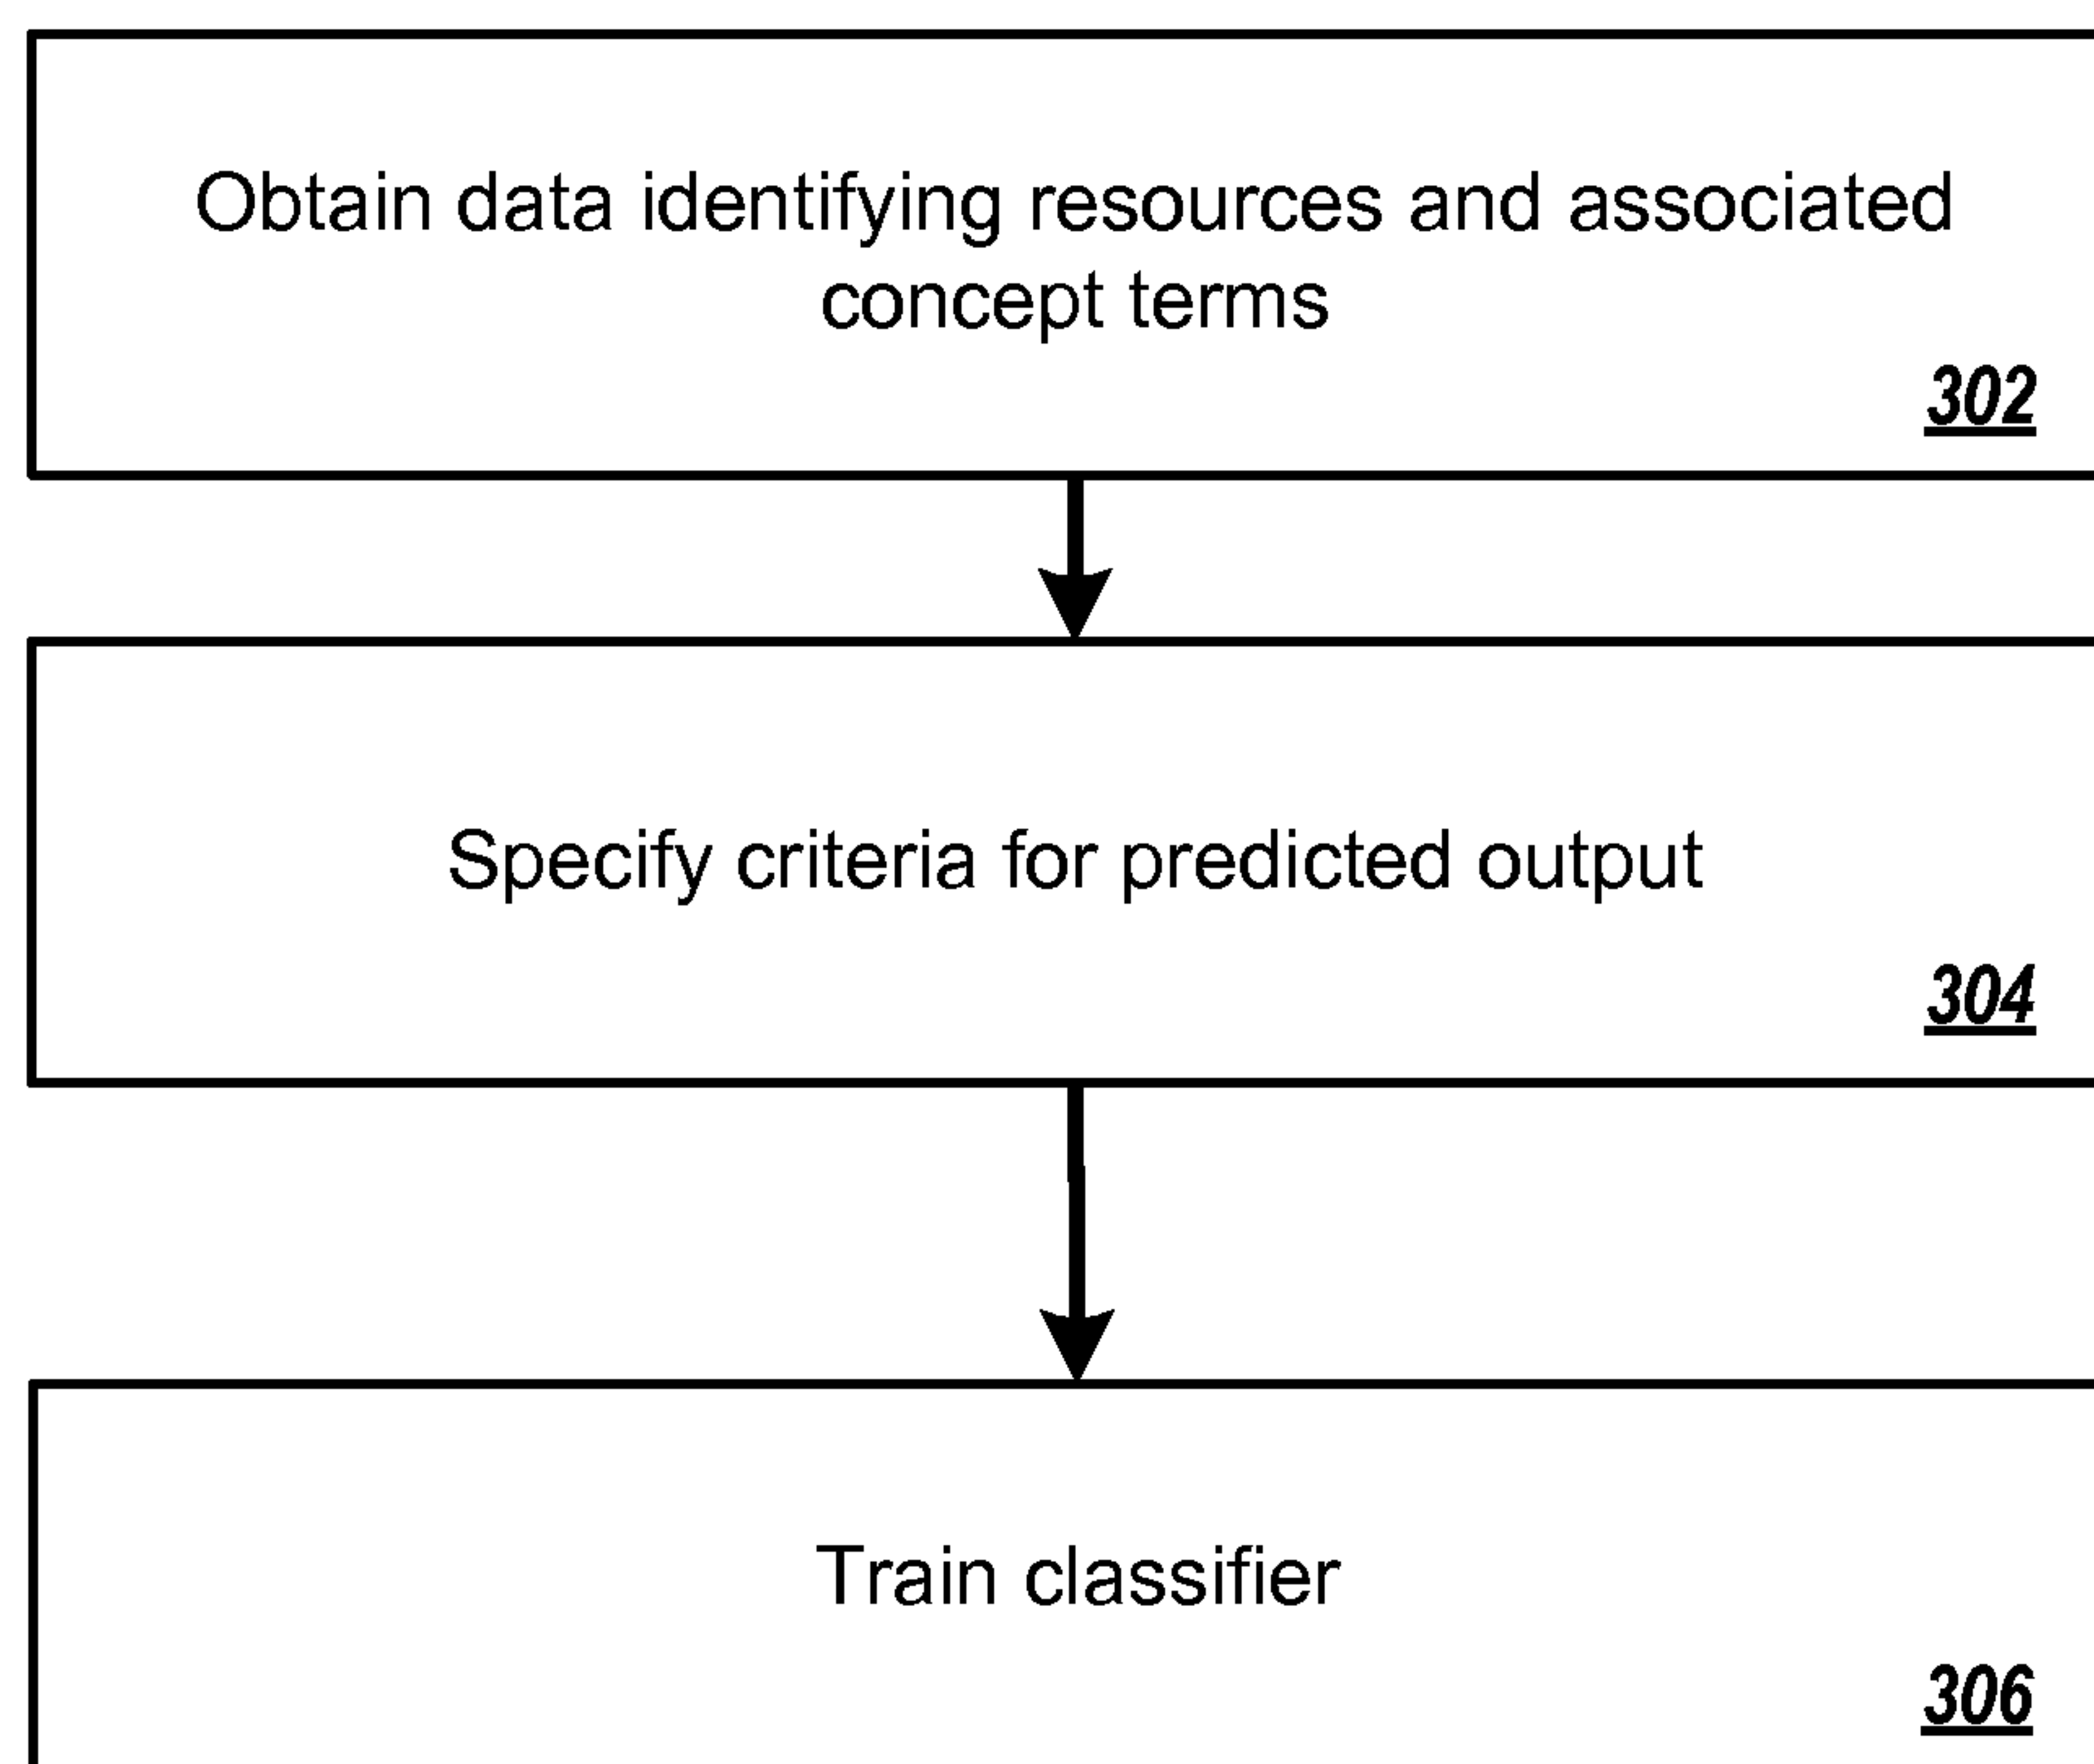 Obtain data identifying resources and associated
concept terms
302
Specify criteria for predicted output
304
Train classifier
306